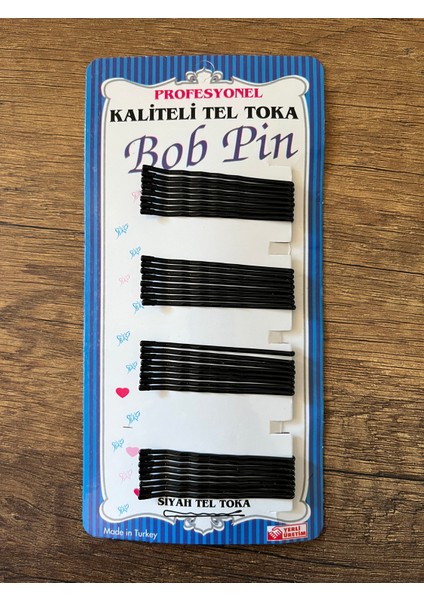 PROFESYONEL
KALİTELİ TEL TOKA
Bob Pin
SİYAH TEL TOKA
Made in Turkey
YERLİ
ÜRETİM